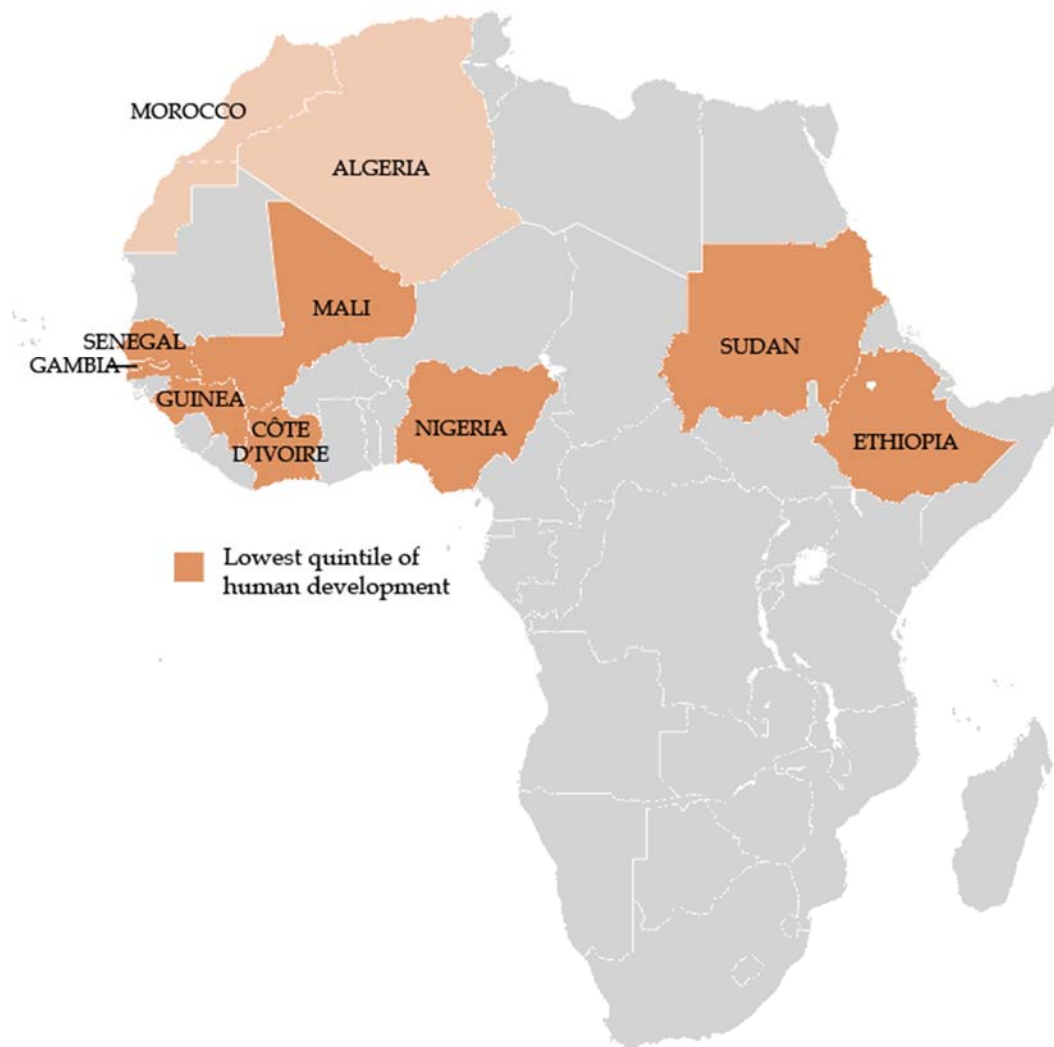 MOROCCO
ALGERIA
MALI
SENEGAL
GAMBIA
GUINEA
CÔTE
D'IVOIRE
NIGERIA
SUDAN
ETHIOPIA
Lowest quintile of
human development